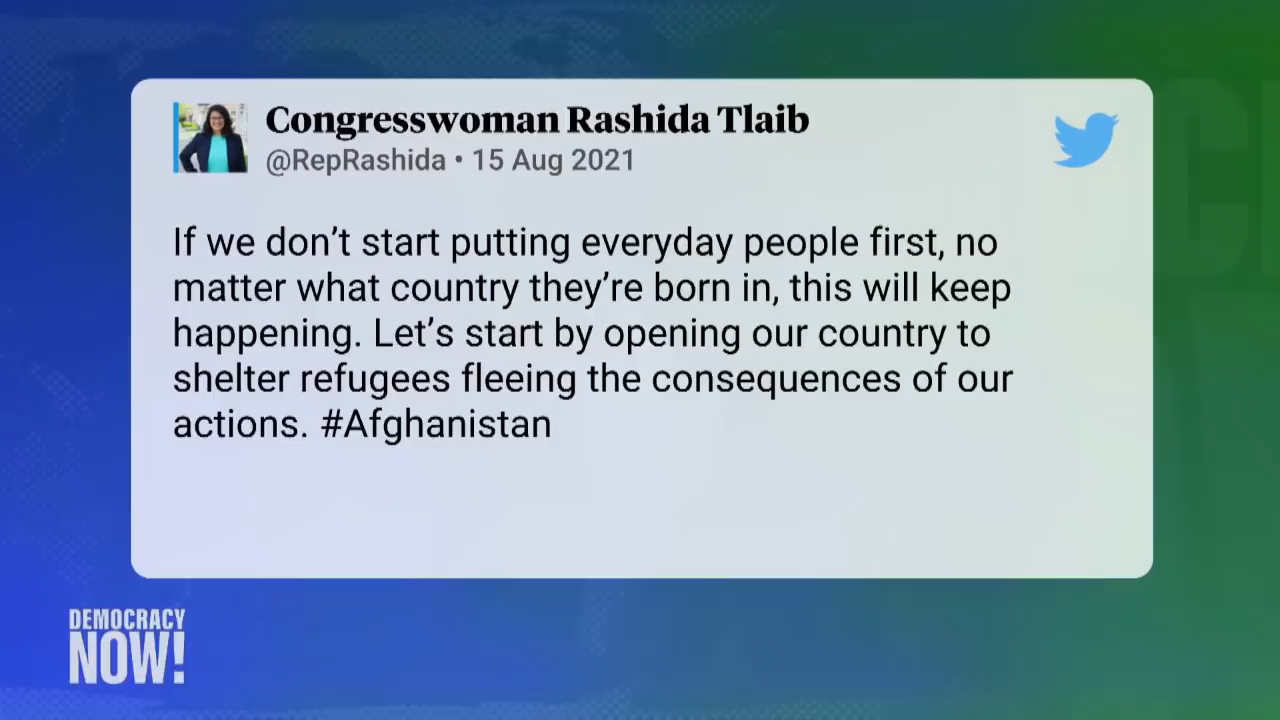 Congresswoman Rashida Tlaib
@RepRashida • 15 Aug 2021
If we don’t start putting everyday people first, no
matter what country they’re born in, this will keep
happening. Let’s start by opening our country to
shelter refugees fleeing the consequences of our
actions. #Afghanistan
DEMOCRACY
NOW!